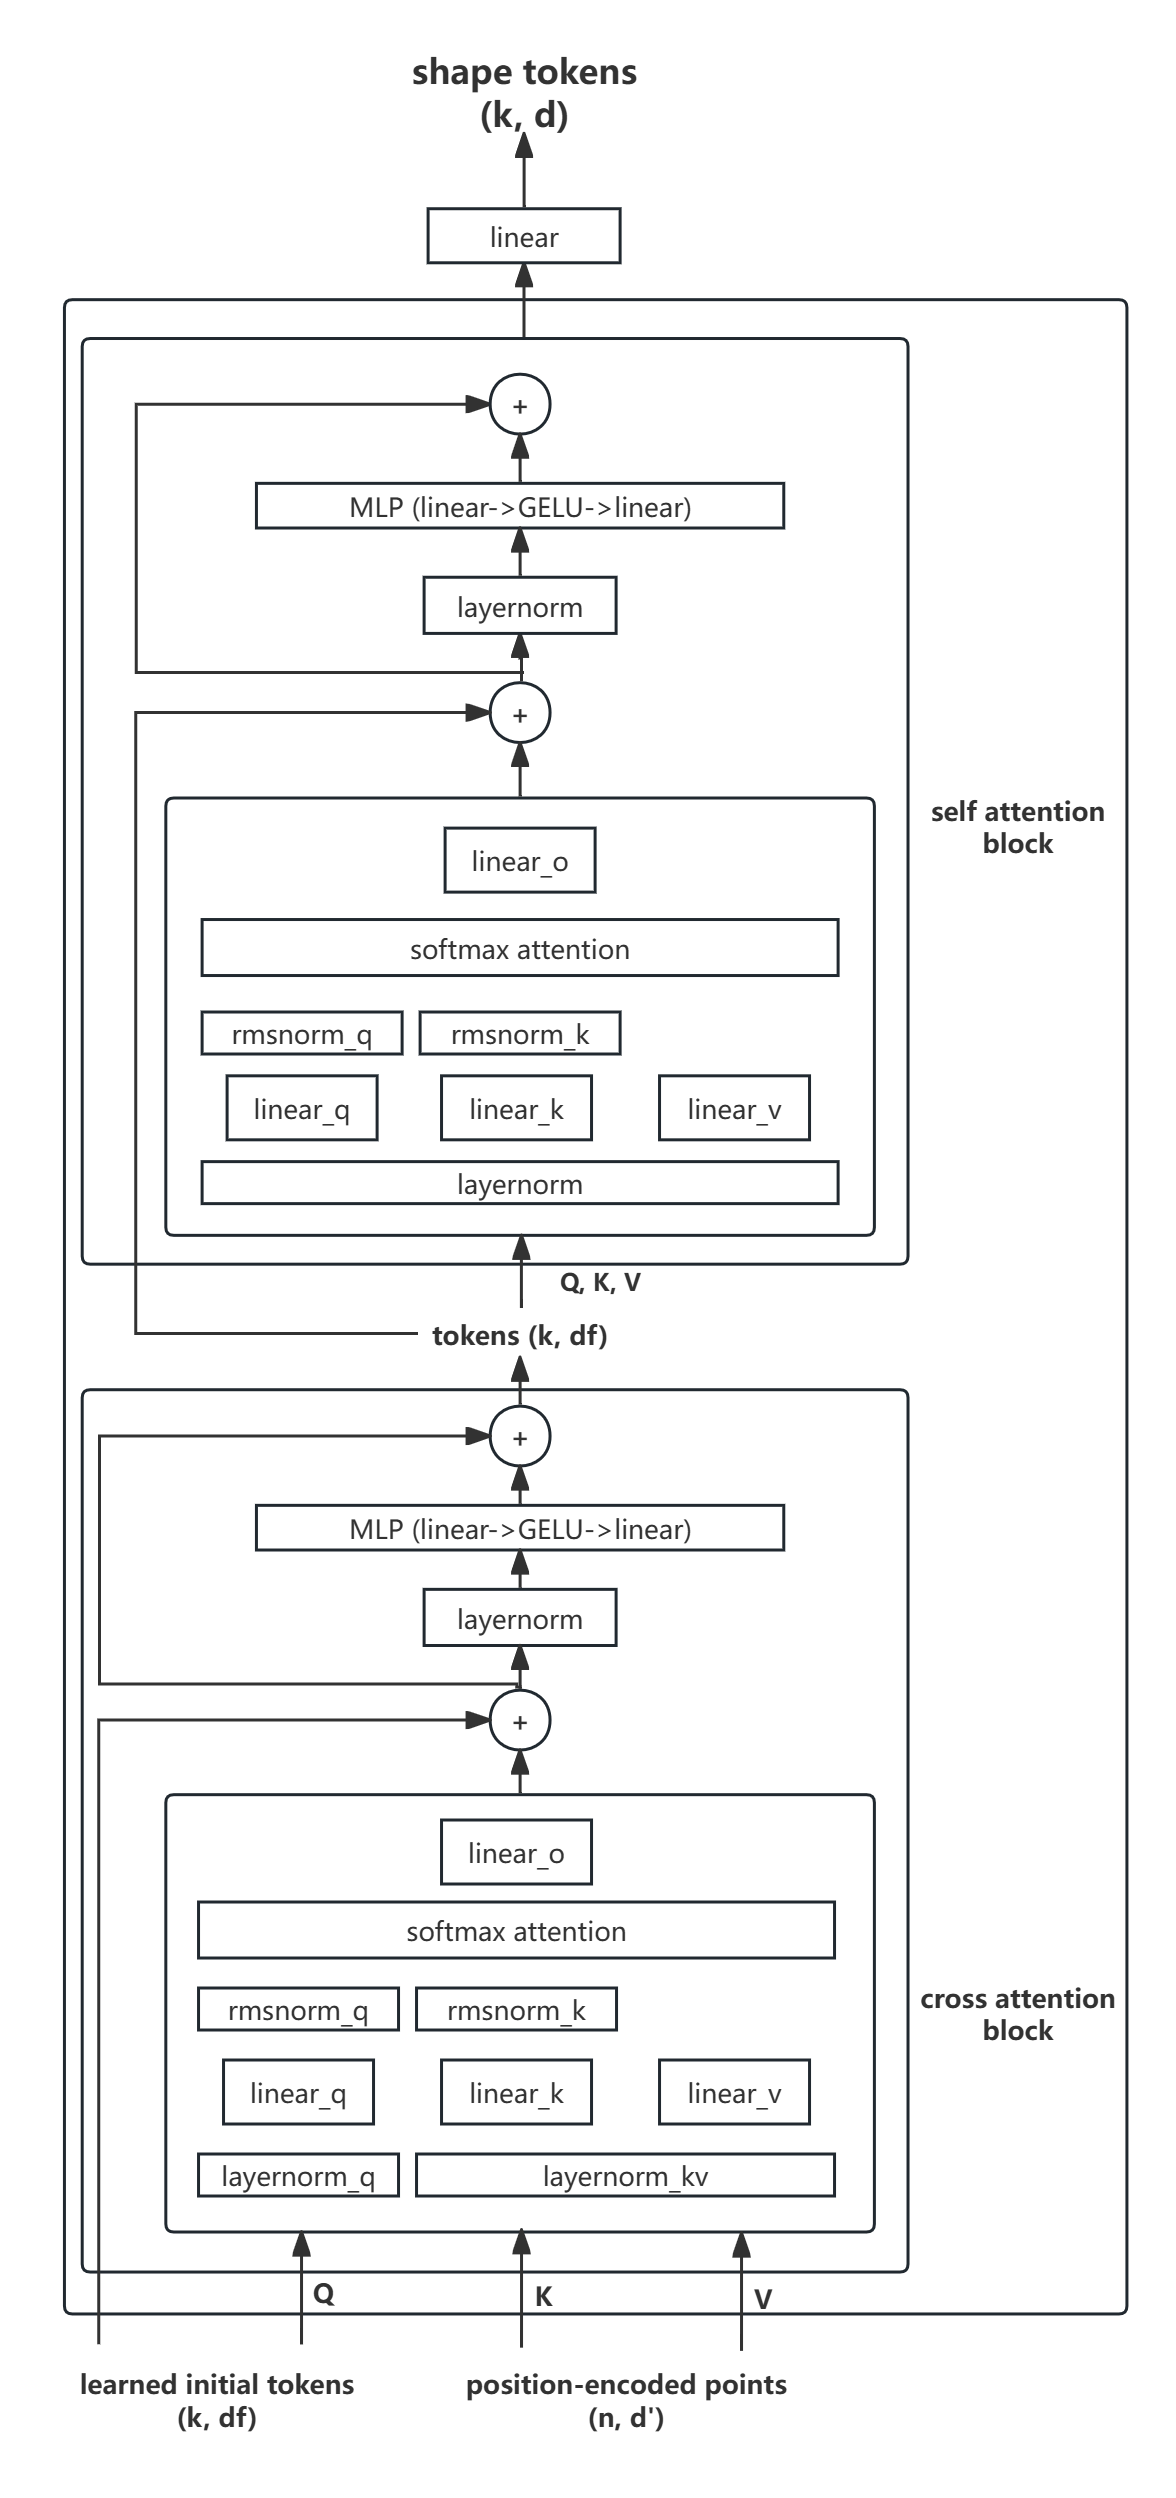 shape tokens
(k, d)
linear
+
MLP (linear->GELU->linear)
layernorm
+
self attention
block
linear_o
softmax attention
rmsnorm_q rmsnorm_k
linear_q linear_k linear_v
layernorm
Q, K, V
tokens (k, df)
+
MLP (linear->GELU->linear)
layernorm
+
linear_o
softmax attention
cross attention
block
rmsnorm_q rmsnorm_k
linear_q linear_k linear_v
layernorm_q layernorm_kv
Q K V
learned initial tokens
(k, df)
position-encoded points
(n, d')